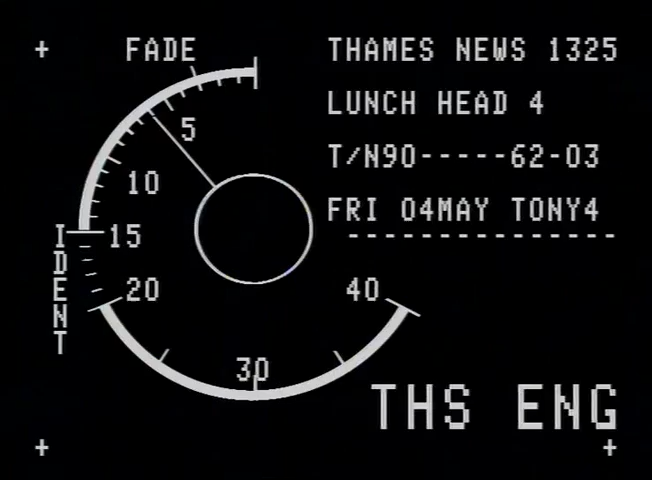 FADE
THAMES NEWS 1325
LUNCH HEAD 4
T/N90-----62-03
FRI 04MAY TONY4
---------------
5
10
15
IDENT
20
40
30
THS ENG